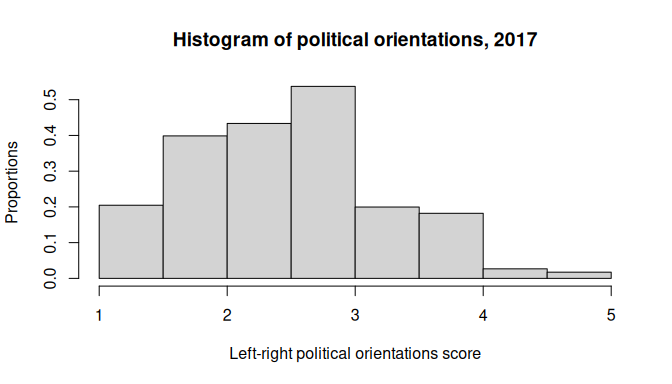 Histogram of political orientations, 2017
Proportions
0.5
0.4
0.3
0.2
0.1
0.0
1 2 3 4 5
Left-right political orientations score